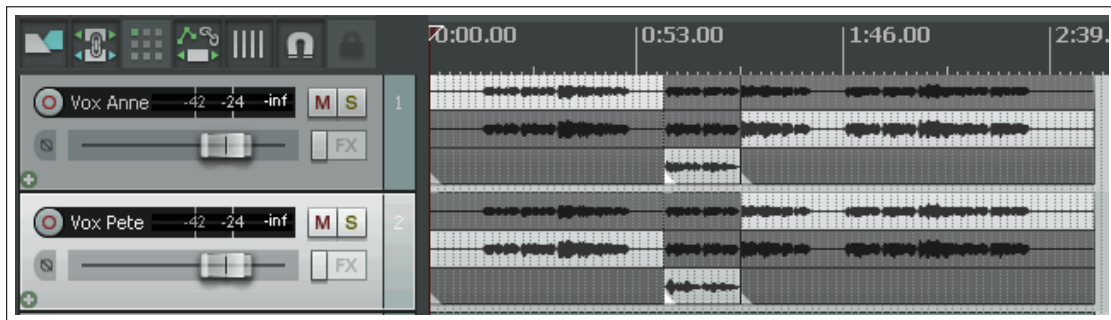 0:00.00 0:53.00 1:46.00 2:39.
Vox Anne -42 -24 -inf M S 1
FX
Vox Pete -42 -24 -inf M S 2
FX